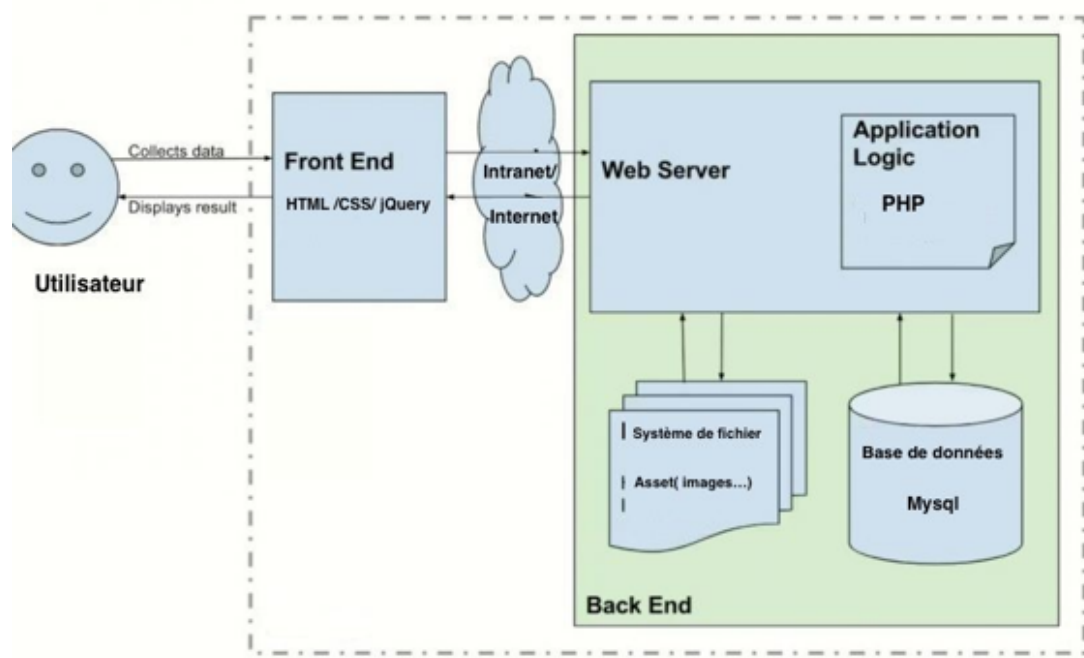 Collects data
Displays result
Utilisateur
Front End
HTML /CSS/ jQuery
Intranet/
Internet
Web Server
Application
Logic
PHP
Système de fichier
Asset( images...)
Base de données
Mysql
Back End